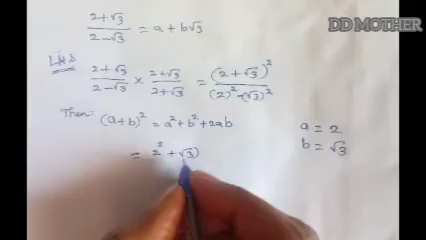 DD MOTHER
2+√3 / 2-√3 = a + b√3
LHS
2+√3 / 2-√3 × 2+√3 / 2+√3 = (2+√3)² / (2)²-(√3)²
Then: (a+b)² = a²+b²+2ab
a = 2
b = √3
= 2² + √3)